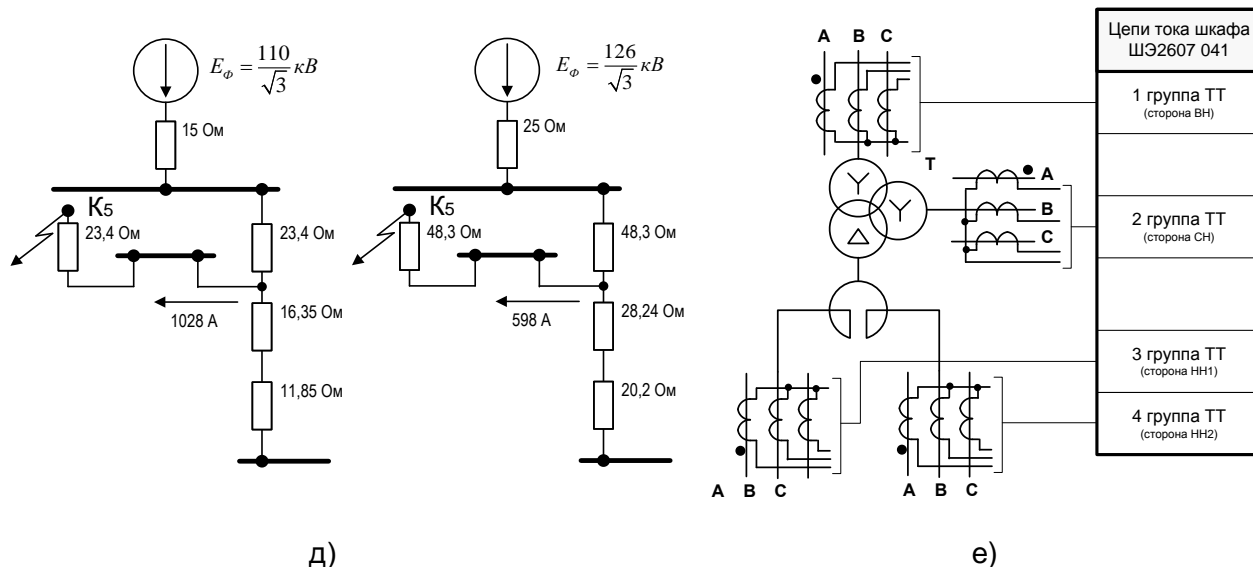 E_Ф = 110/√3 кВ
15 Ом
К5
23,4 Ом
23,4 Ом
1028 А
16,35 Ом
11,85 Ом
д)
E_Ф = 126/√3 кВ
25 Ом
К5
48,3 Ом
48,3 Ом
598 А
28,24 Ом
20,2 Ом
A B C
T
A
B
C
A B C
A B C
е)
Цепи тока шкафа
ШЭ2607 041
1 группа ТТ
(сторона ВН)
2 группа ТТ
(сторона СН)
3 группа ТТ
(сторона НН1)
4 группа ТТ
(сторона НН2)